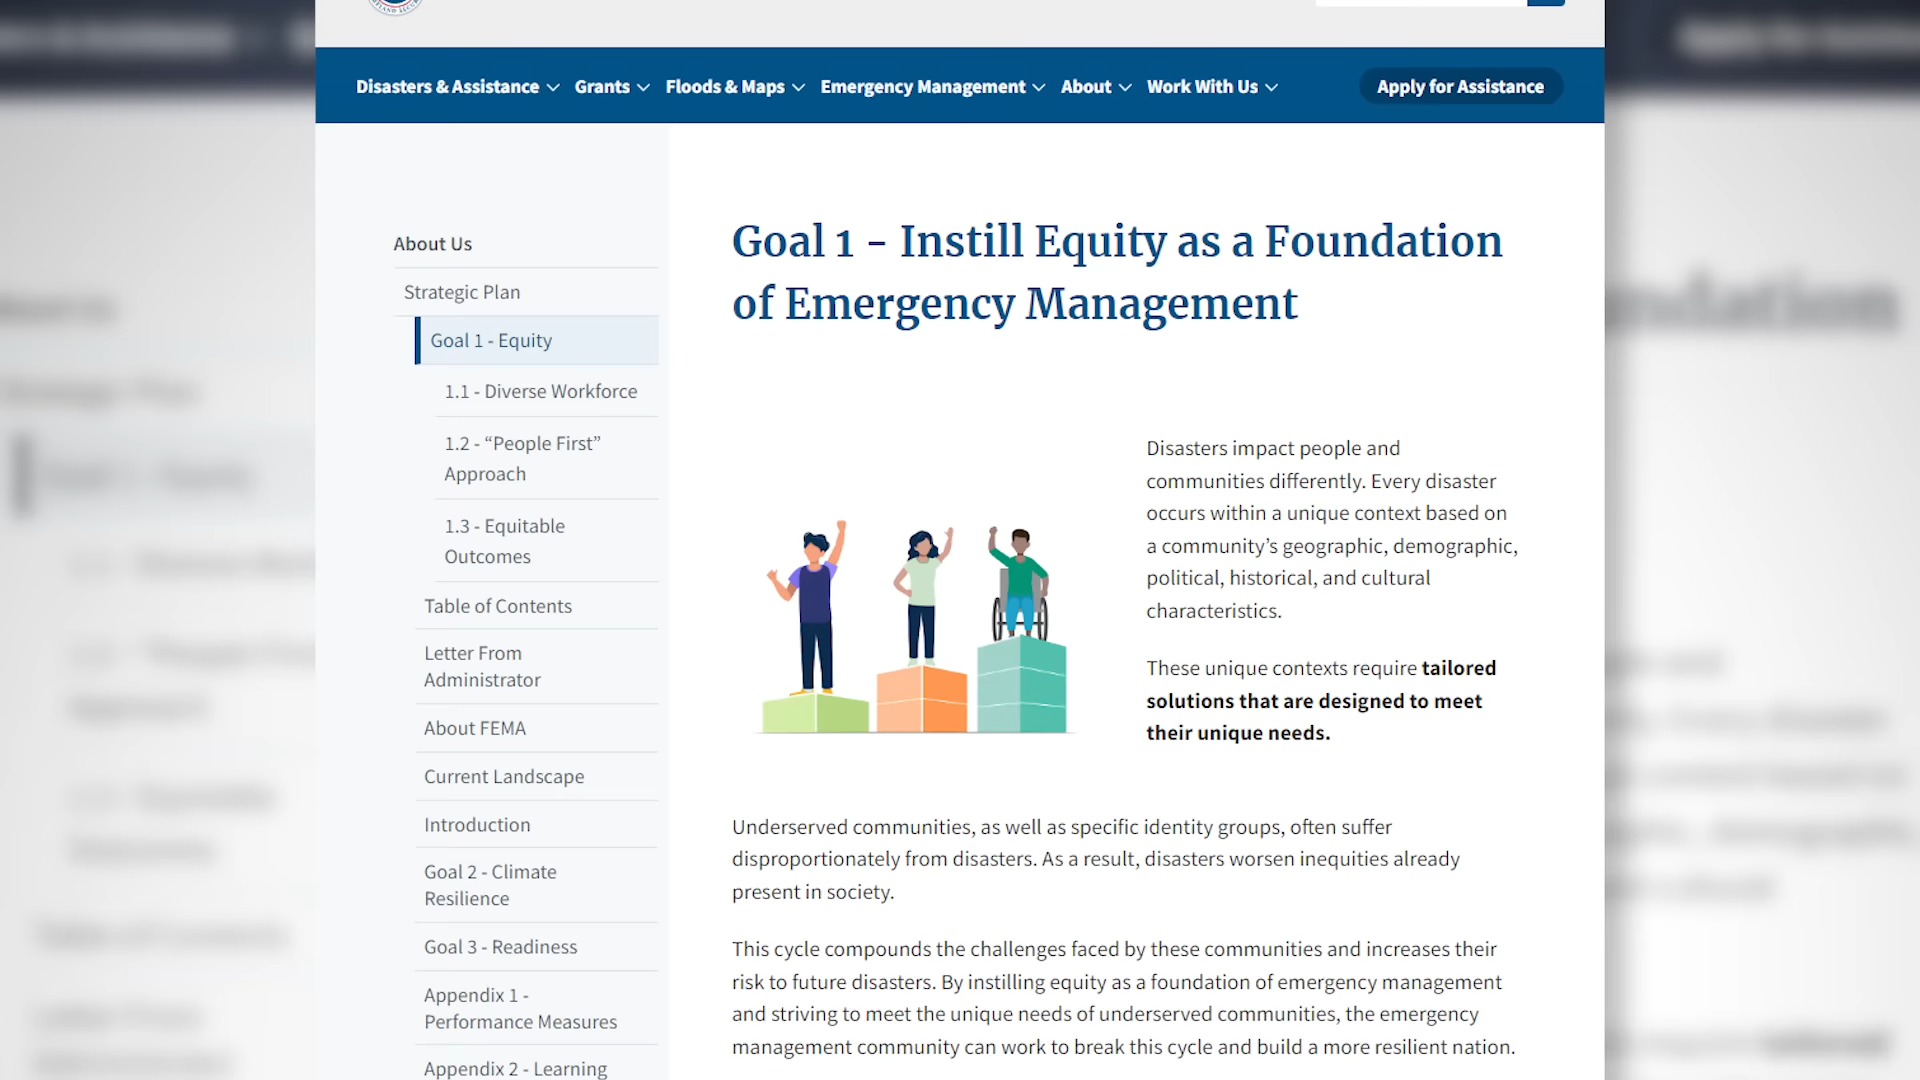 Disasters & Assistance Grants Floods & Maps Emergency Management About Work With Us Apply for Assistance
About Us
Strategic Plan
Goal 1 - Equity
1.1 - Diverse Workforce
1.2 - “People First”
Approach
1.3 - Equitable
Outcomes
Table of Contents
Letter From
Administrator
About FEMA
Current Landscape
Introduction
Goal 2 - Climate
Resilience
Goal 3 - Readiness
Appendix 1 -
Performance Measures
Appendix 2 - Learning
Goal 1 - Instill Equity as a Foundation
of Emergency Management
Disasters impact people and
communities differently. Every disaster
occurs within a unique context based on
a community’s geographic, demographic,
political, historical, and cultural
characteristics.
These unique contexts require tailored
solutions that are designed to meet
their unique needs.
Underserved communities, as well as specific identity groups, often suffer
disproportionately from disasters. As a result, disasters worsen inequities already
present in society.
This cycle compounds the challenges faced by these communities and increases their
risk to future disasters. By instilling equity as a foundation of emergency management
and striving to meet the unique needs of underserved communities, the emergency
management community can work to break this cycle and build a more resilient nation.